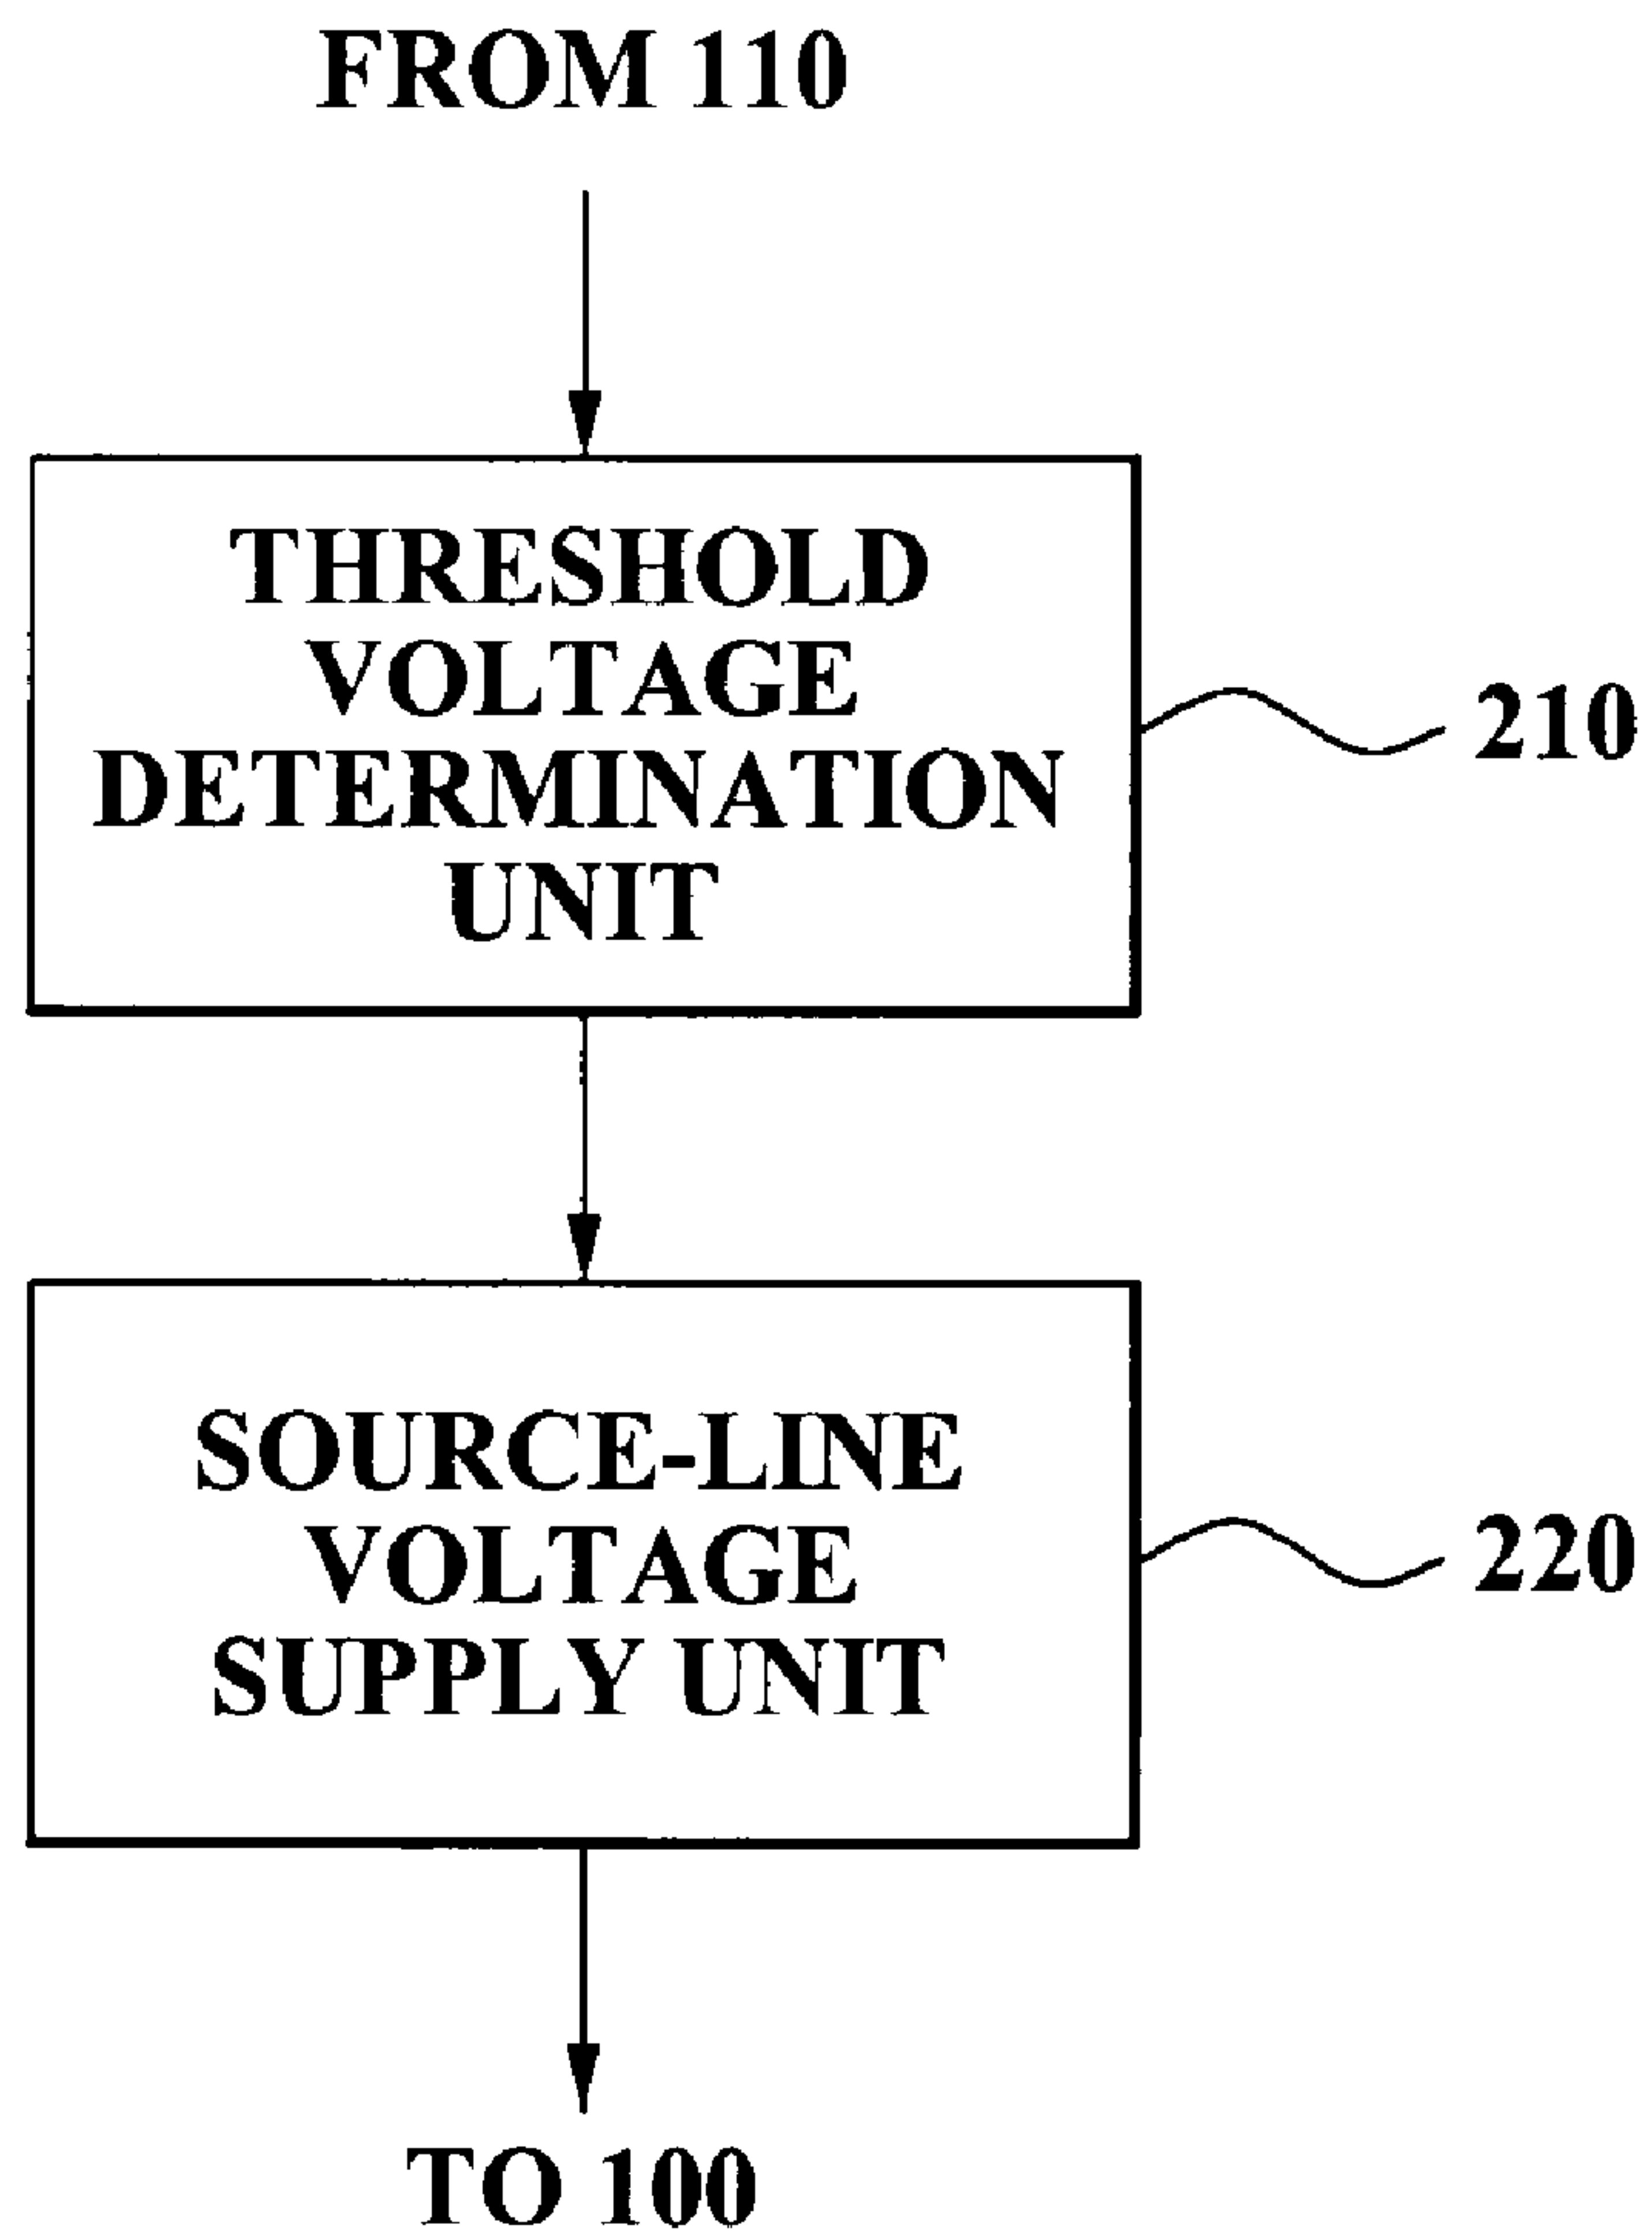 FROM 110
THRESHOLD
VOLTAGE
DETERMINATION
UNIT
210
SOURCE-LINE
VOLTAGE
SUPPLY UNIT
220
TO 100